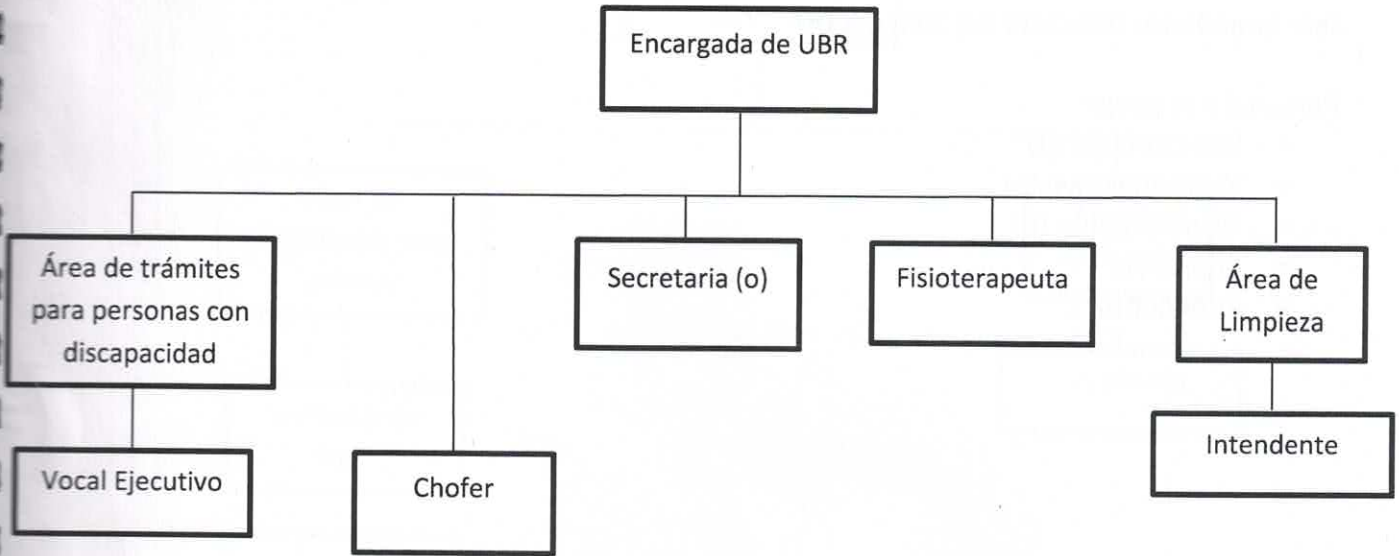 Encargada de UBR
Área de trámites
para personas con
discapacidad
Secretaria (o)
Fisioterapeuta
Área de
Limpieza
Vocal Ejecutivo
Chofer
Intendente